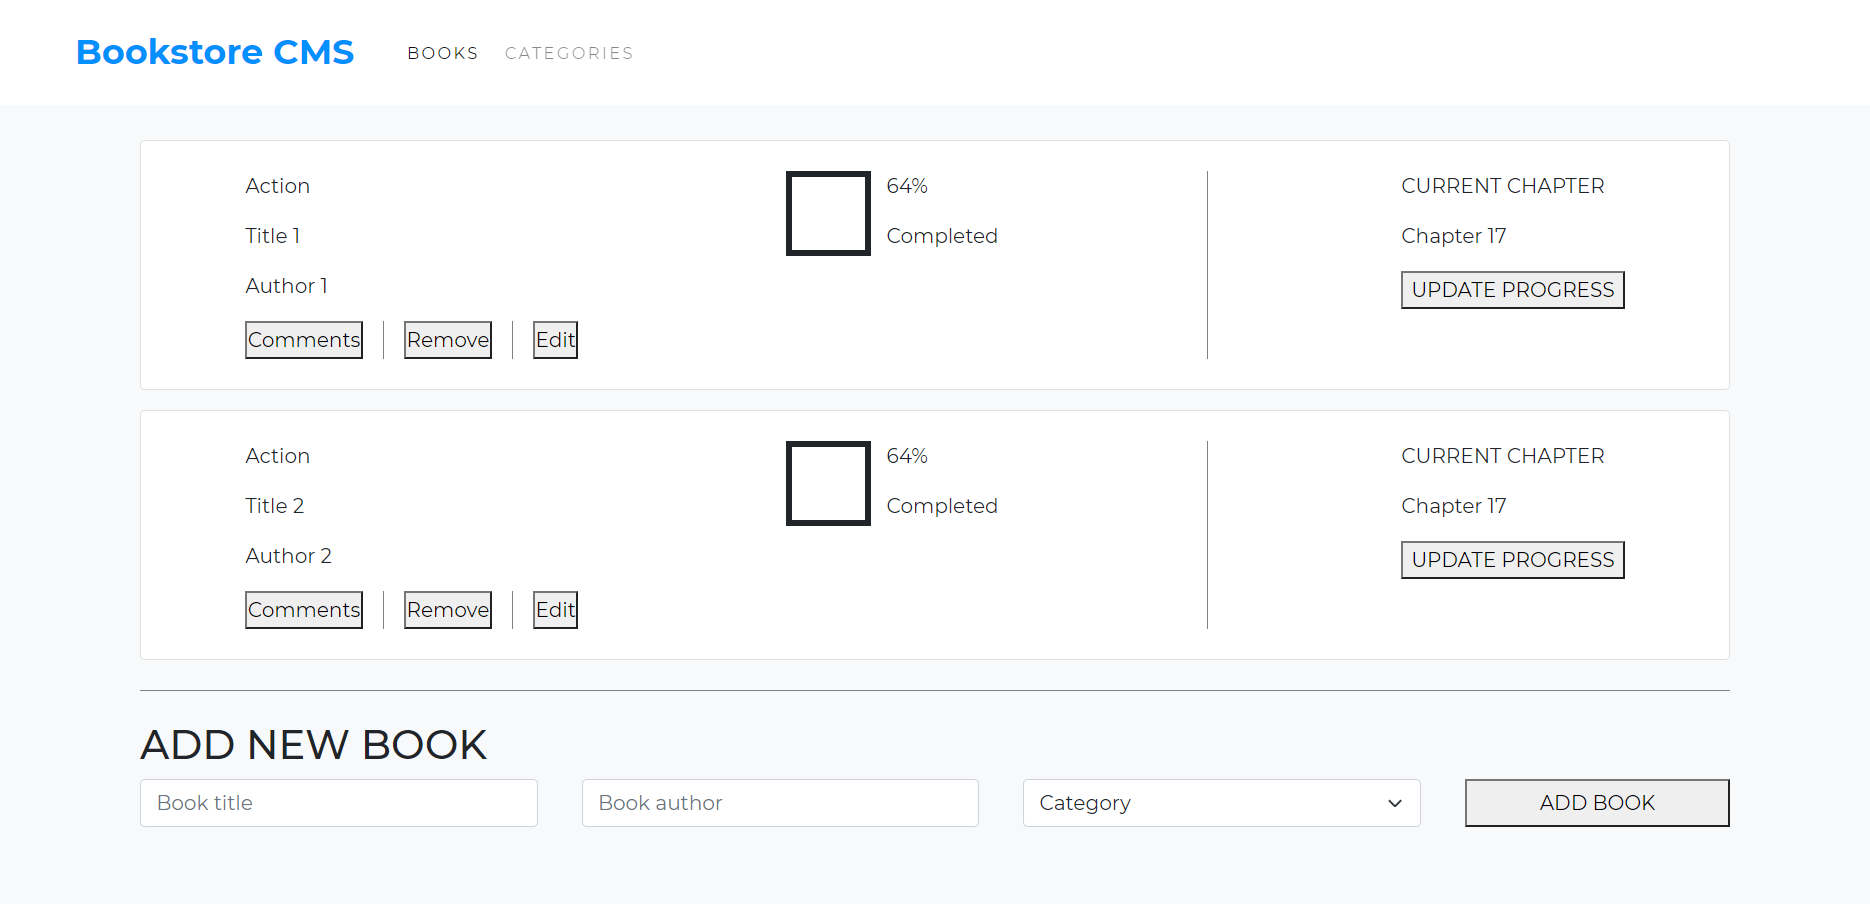 Bookstore CMS BOOKS CATEGORIES
Action
Title 1
Author 1
Comments Remove Edit
64%
Completed
CURRENT CHAPTER
Chapter 17
UPDATE PROGRESS
Action
Title 2
Author 2
Comments Remove Edit
64%
Completed
CURRENT CHAPTER
Chapter 17
UPDATE PROGRESS
ADD NEW BOOK
Book title Book author Category ADD BOOK